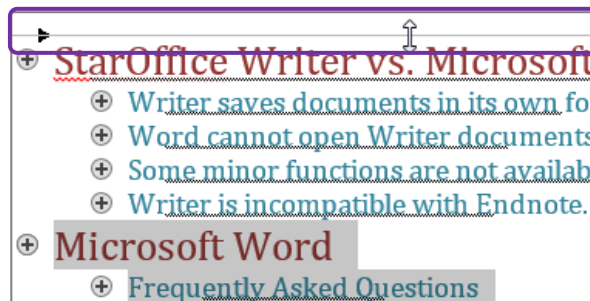 StarOffice Writer vs. Microsoft
Writer saves documents in its own fo
Word cannot open Writer documents
Some minor functions are not availab
Writer is incompatible with Endnote.
Microsoft Word
Frequently Asked Questions